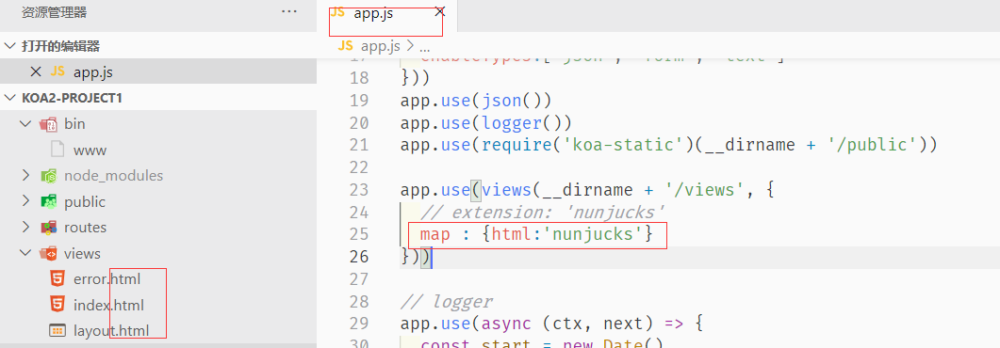 资源管理器 ···
打开的编辑器
JS app.js
KOA2-PROJECT1
bin
www
node_modules
public
routes
views
error.html
index.html
layout.html
JS app.js
JS app.js > ...
17 enableTypes:['json', 'form', 'text']
18 }))
19 app.use(json())
20 app.use(logger())
21 app.use(require('koa-static')(__dirname + '/public'))
22
23 app.use(views(__dirname + '/views', {
24 // extension: 'nunjucks'
25 map : {html:'nunjucks'}
26 }))
27
28 // logger
29 app.use(async (ctx, next) => {
30 const start = new Date()